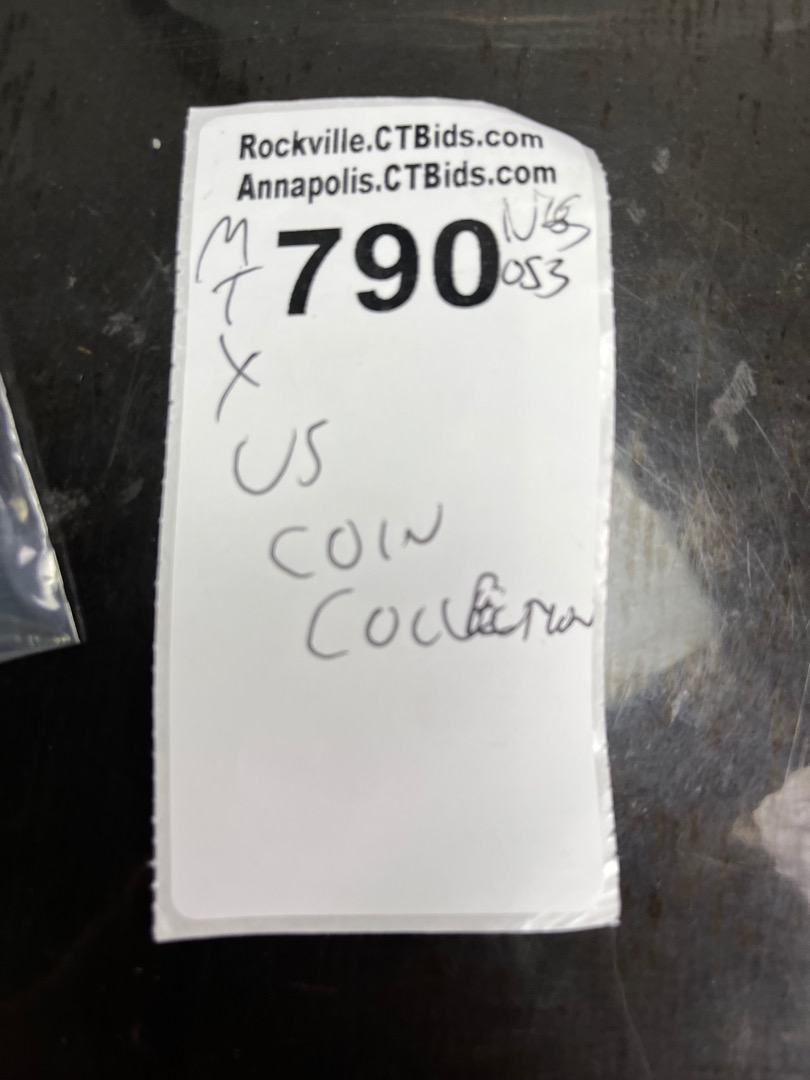 Rockville.CTBids.com
Annapolis.CTBids.com
790
053
M
T
X
US
COIN
COLLECTION